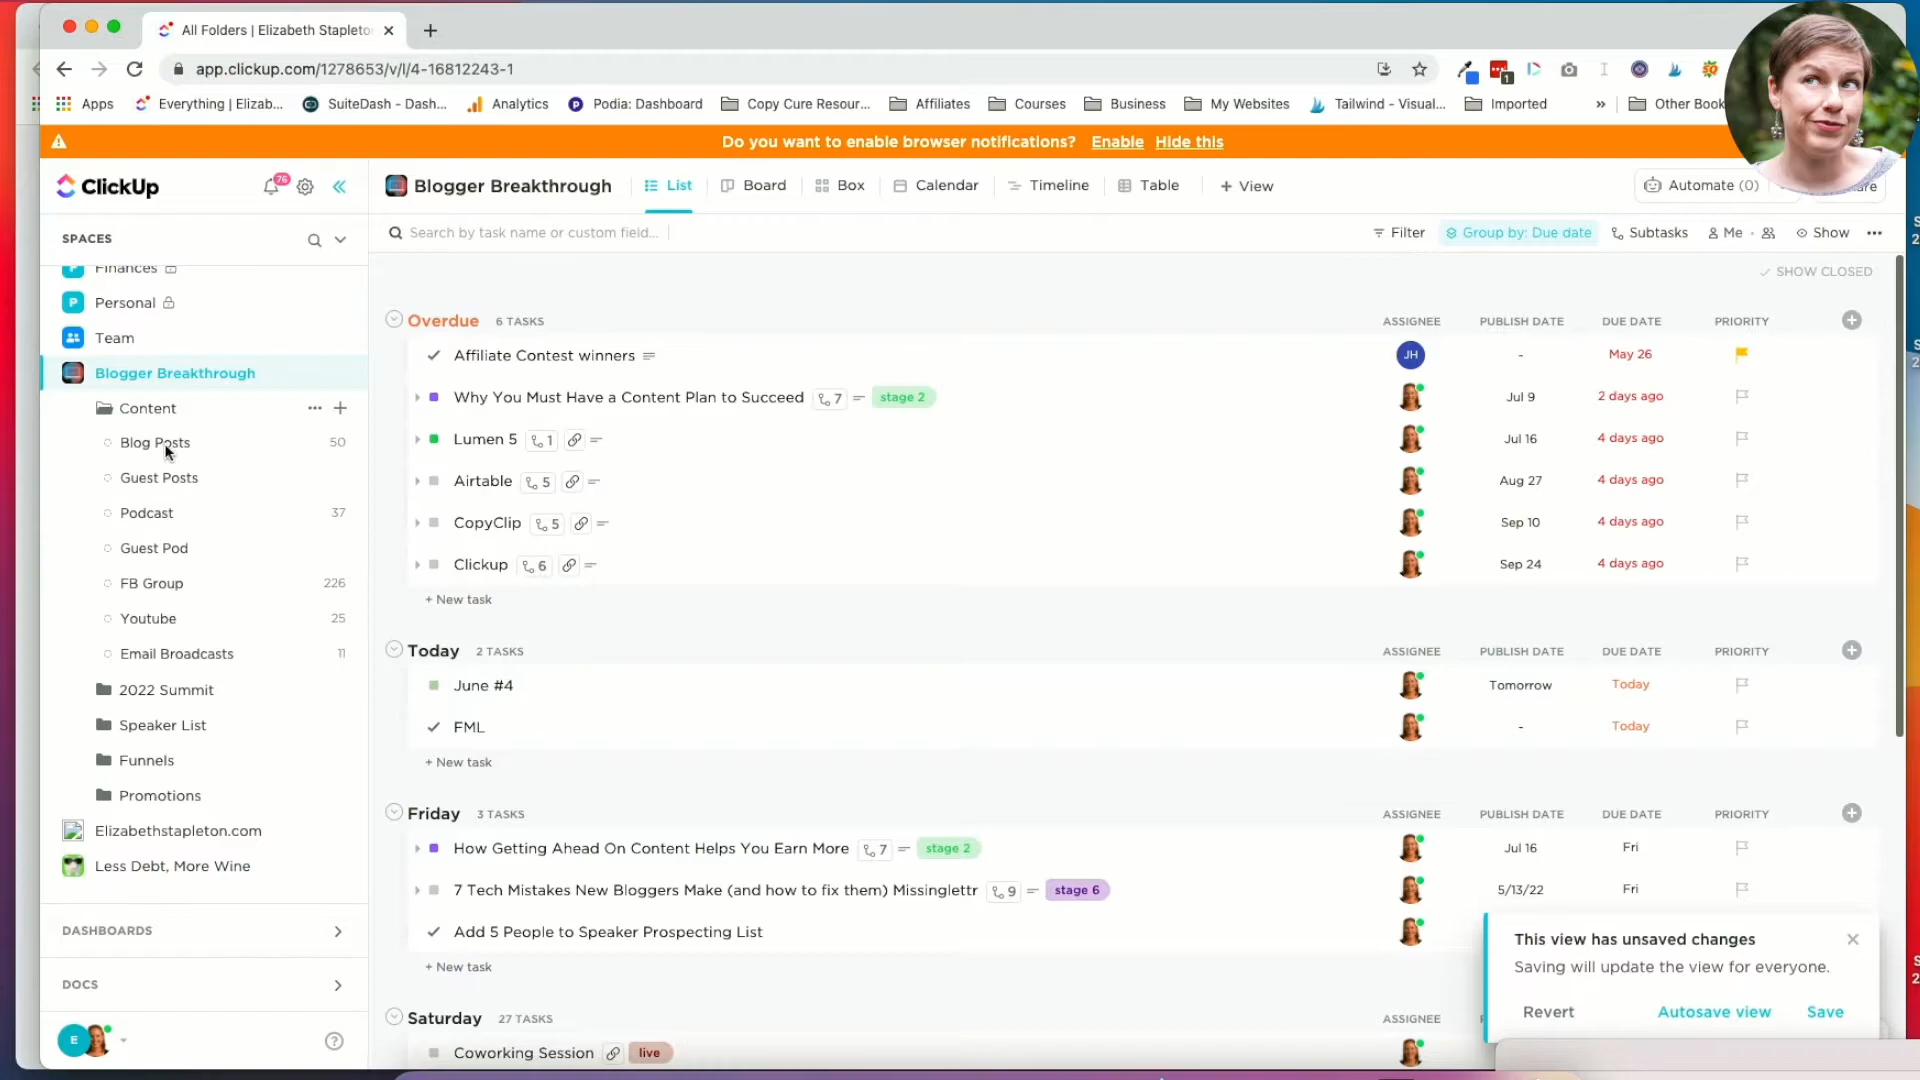 All Folders | Elizabeth Stapleto
app.clickup.com/1278653/v/l/4-16812243-1
1
Apps
Everything | Elizab...
SuiteDash - Dash...
Analytics
Podia: Dashboard
Copy Cure Resour...
Affiliates
Courses
Business
My Websites
Tailwind - Visual...
Imported
»
Other Book
Do you want to enable browser notifications? Enable Hide this
ClickUp
76
Blogger Breakthrough
List
Board
Box
Calendar
Timeline
Table
+ View
Automate (0)
are
SPACES
Search by task name or custom field...
Filter
Group by: Due date
Subtasks
Me
Show
SHOW CLOSED
Finances
P Personal
Team
Blogger Breakthrough
Content
Blog Posts 50
Guest Posts
Podcast 37
Guest Pod
FB Group 226
Youtube 25
Email Broadcasts 11
2022 Summit
Speaker List
Funnels
Promotions
Elizabethstapleton.com
Less Debt, More Wine
DASHBOARDS
DOCS
E
Overdue 6 TASKS ASSIGNEE PUBLISH DATE DUE DATE PRIORITY
Affiliate Contest winners JH - May 26
Why You Must Have a Content Plan to Succeed 7 stage 2 Jul 9 2 days ago
Lumen 5 1 Jul 16 4 days ago
Airtable 5 Aug 27 4 days ago
CopyClip 5 Sep 10 4 days ago
Clickup 6 Sep 24 4 days ago
+ New task
Today 2 TASKS ASSIGNEE PUBLISH DATE DUE DATE PRIORITY
June #4 Tomorrow Today
FML - Today
+ New task
Friday 3 TASKS ASSIGNEE PUBLISH DATE DUE DATE PRIORITY
How Getting Ahead On Content Helps You Earn More 7 stage 2 Jul 16 Fri
7 Tech Mistakes New Bloggers Make (and how to fix them) Missinglettr 9 stage 6 5/13/22 Fri
Add 5 People to Speaker Prospecting List
+ New task
Saturday 27 TASKS ASSIGNEE
Coworking Session live
This view has unsaved changes
Saving will update the view for everyone.
Revert
Autosave view
Save